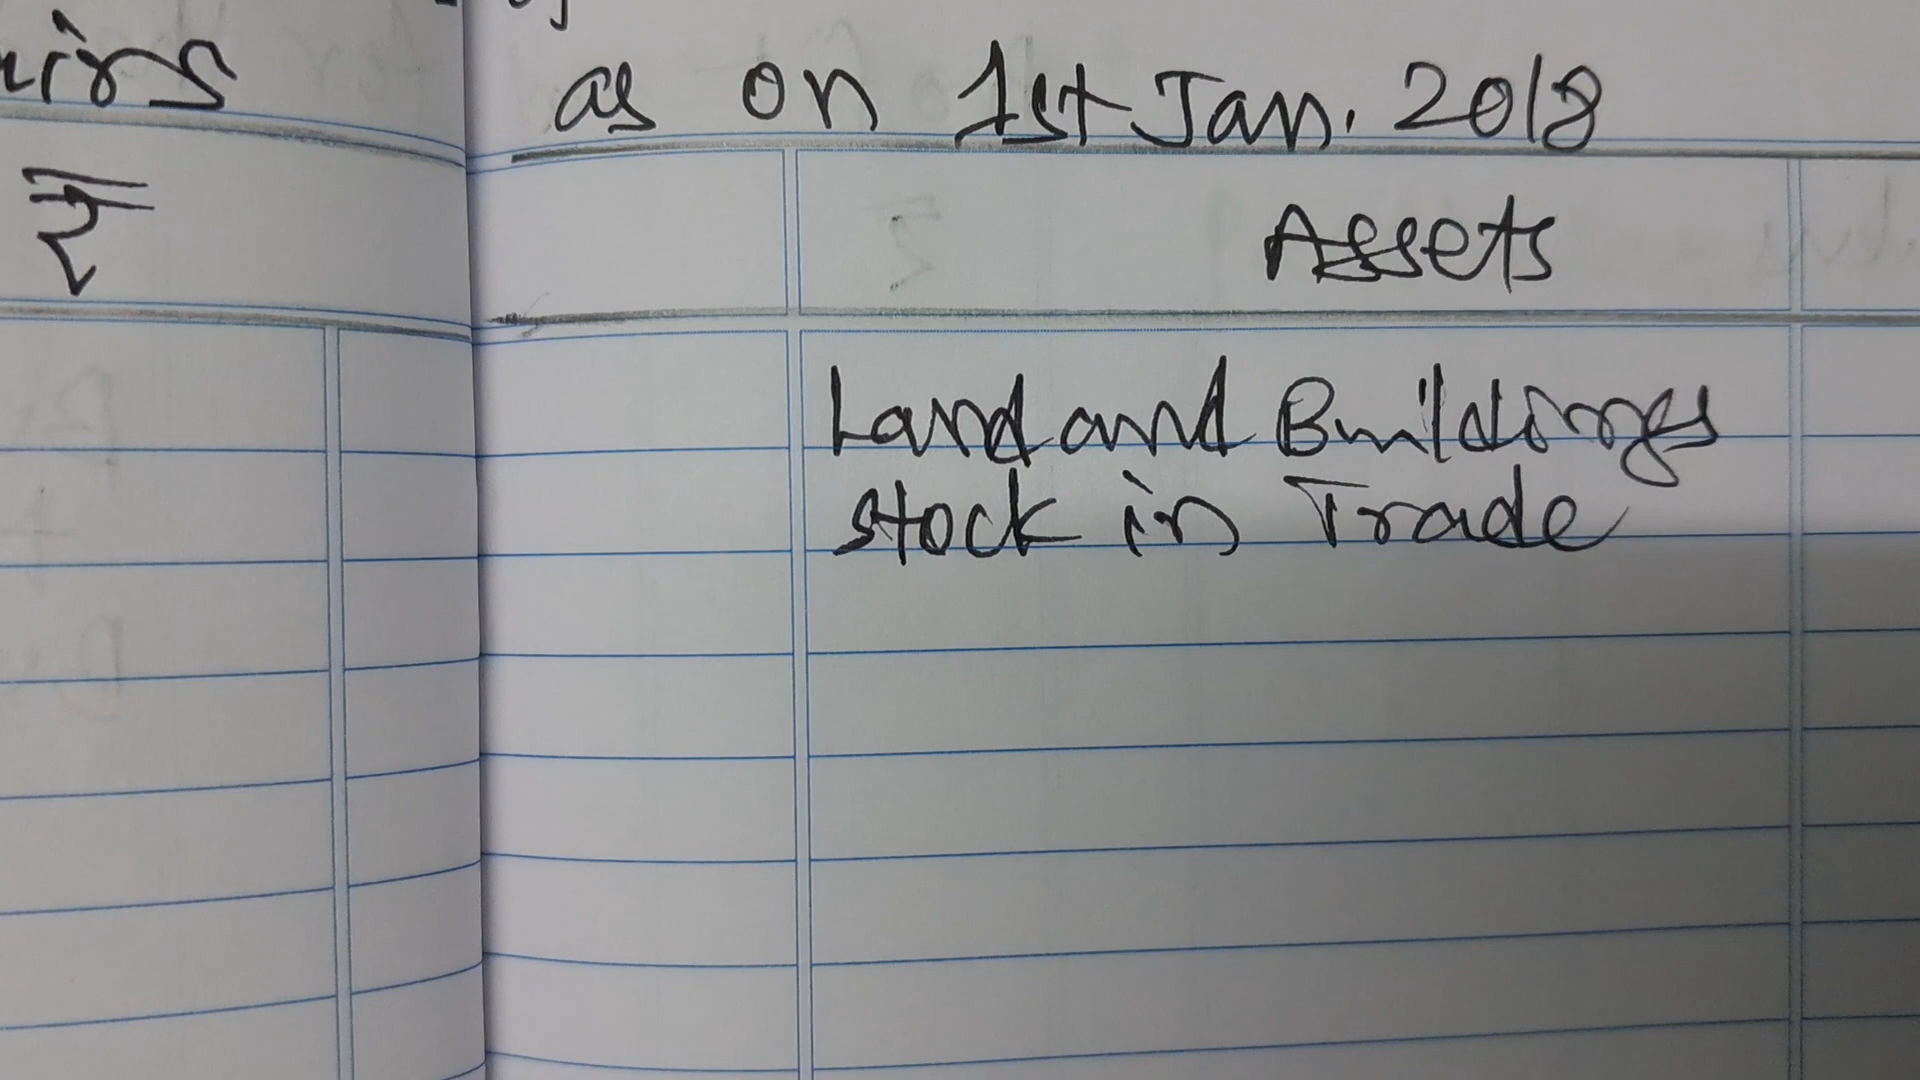 as on 1st Jan. 2018
₹
Assets
Land and Buildings
stock in Trade